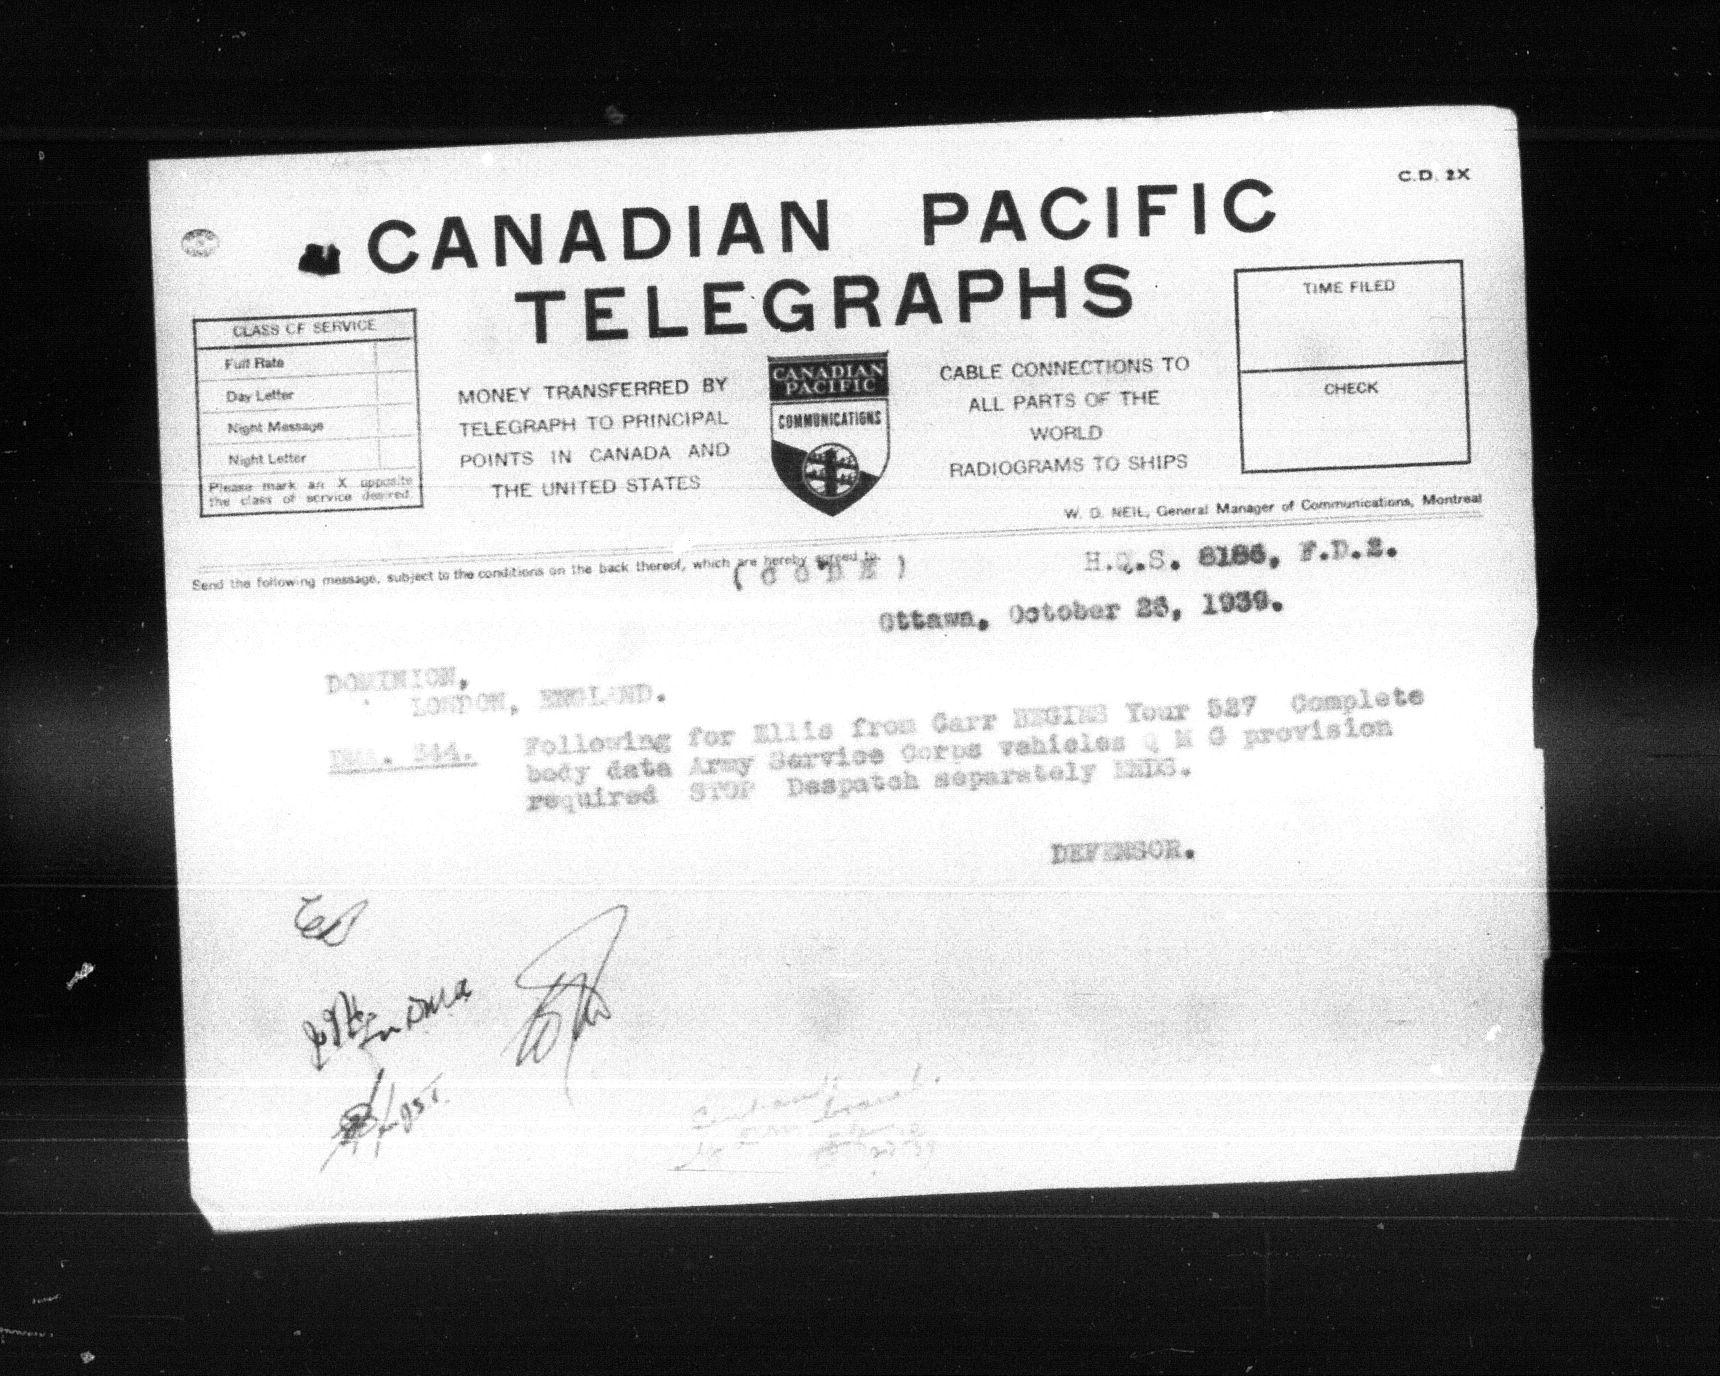 C.D. 2X
CANADIAN PACIFIC
TELEGRAPHS
CLASS OF SERVICE
Full Rate
Day Letter
Night Message
Night Letter
Please mark an X opposite
the class of service desired
MONEY TRANSFERRED BY
TELEGRAPH TO PRINCIPAL
POINTS IN CANADA AND
THE UNITED STATES
CANADIAN
PACIFIC
COMMUNICATIONS
CABLE CONNECTIONS TO
ALL PARTS OF THE
WORLD
RADIOGRAMS TO SHIPS
TIME FILED
CHECK
W. D. NEIL, General Manager of Communications, Montreal
Send the following message, subject to the conditions on the back thereof, which are hereby agreed to
( C O D E )
H.Q.S. 8186, F.D.2.
Ottawa, October 26, 1939.
DOMINION,
LONDON, ENGLAND.
344. Following for Ellis from Carr BEGINS Your 527 Complete
body data Army Service Corps vehicles Q M G provision
required STOP Despatch separately ENDS.
DEFENSOR.